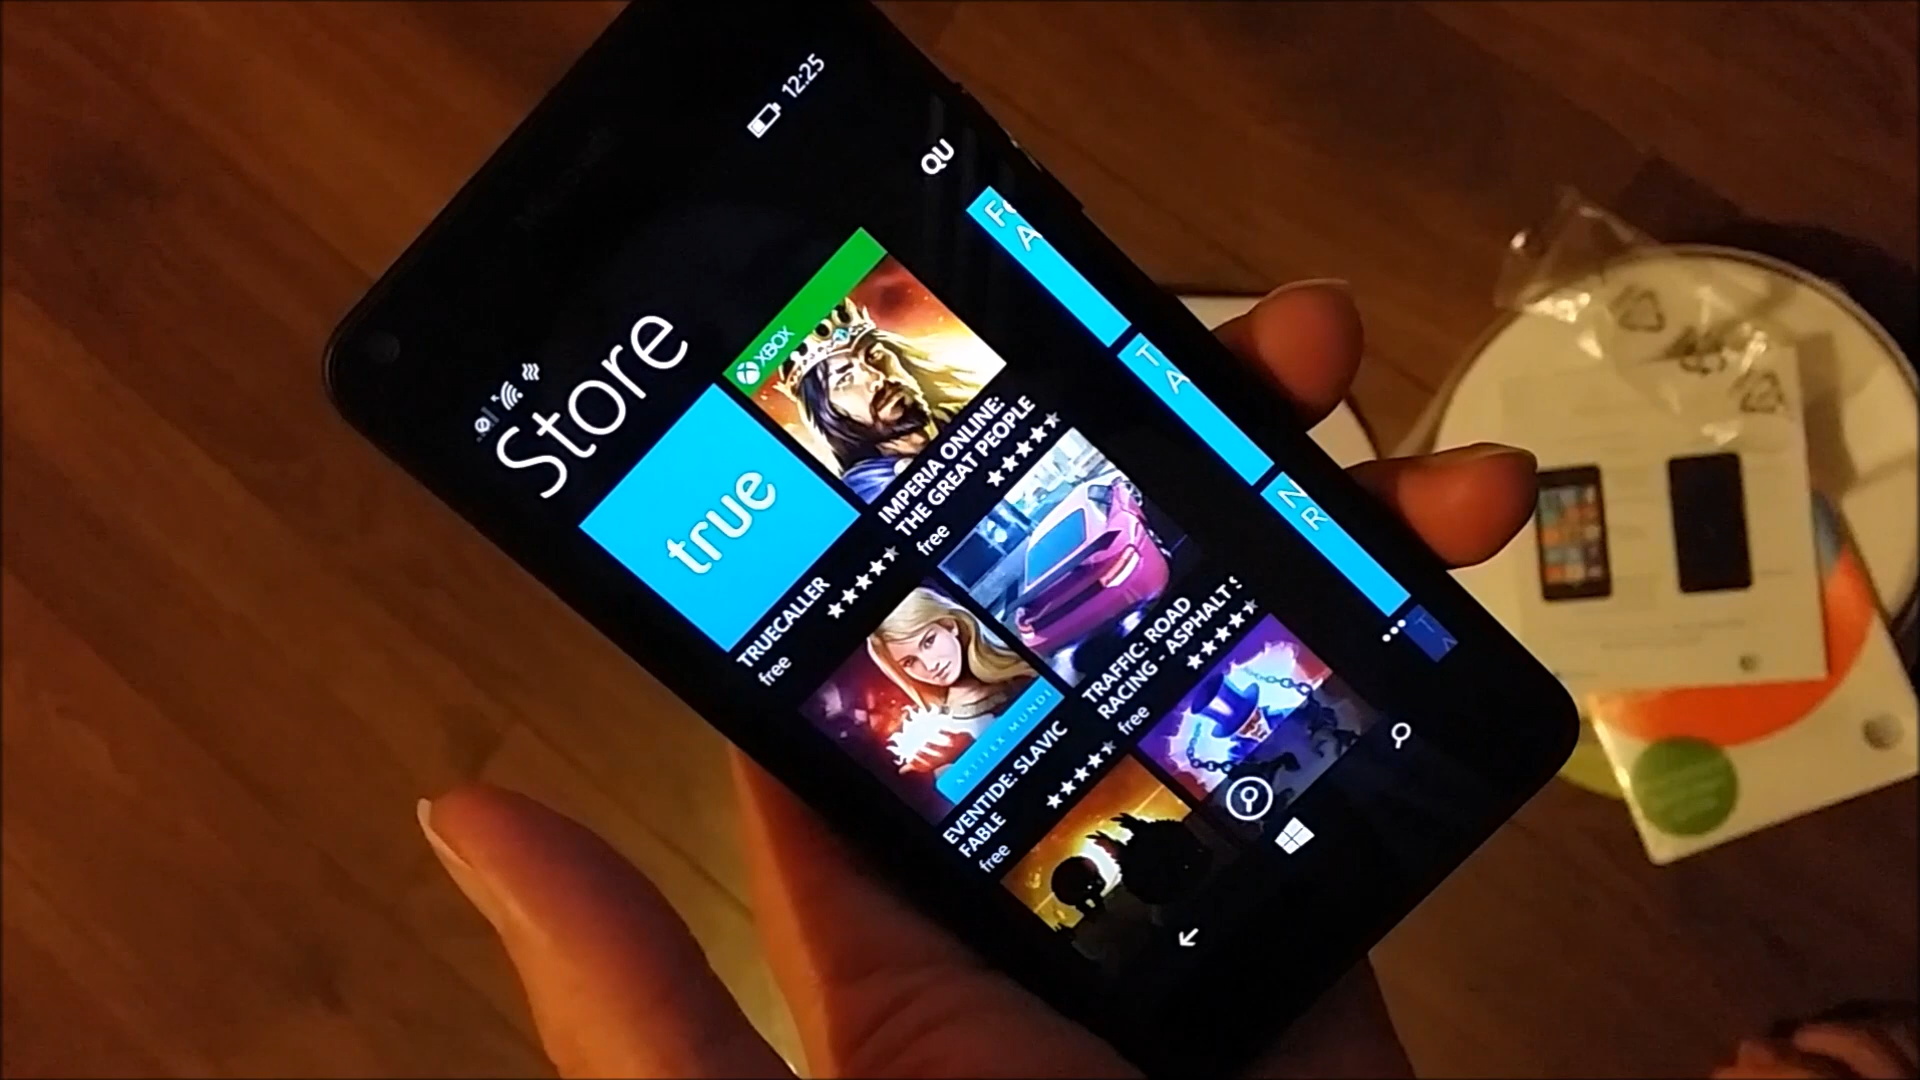 12:25
Store
QU
true
TRUECALLER
free
XBOX
IMPERIA ONLINE:
THE GREAT PEOPLE
free
ARTIFEX MUNDI
EVENTIDE: SLAVIC
FABLE
free
TRAFFIC: ROAD
RACING - ASPHALT S
free
F
A
T
A
N
R
T
A